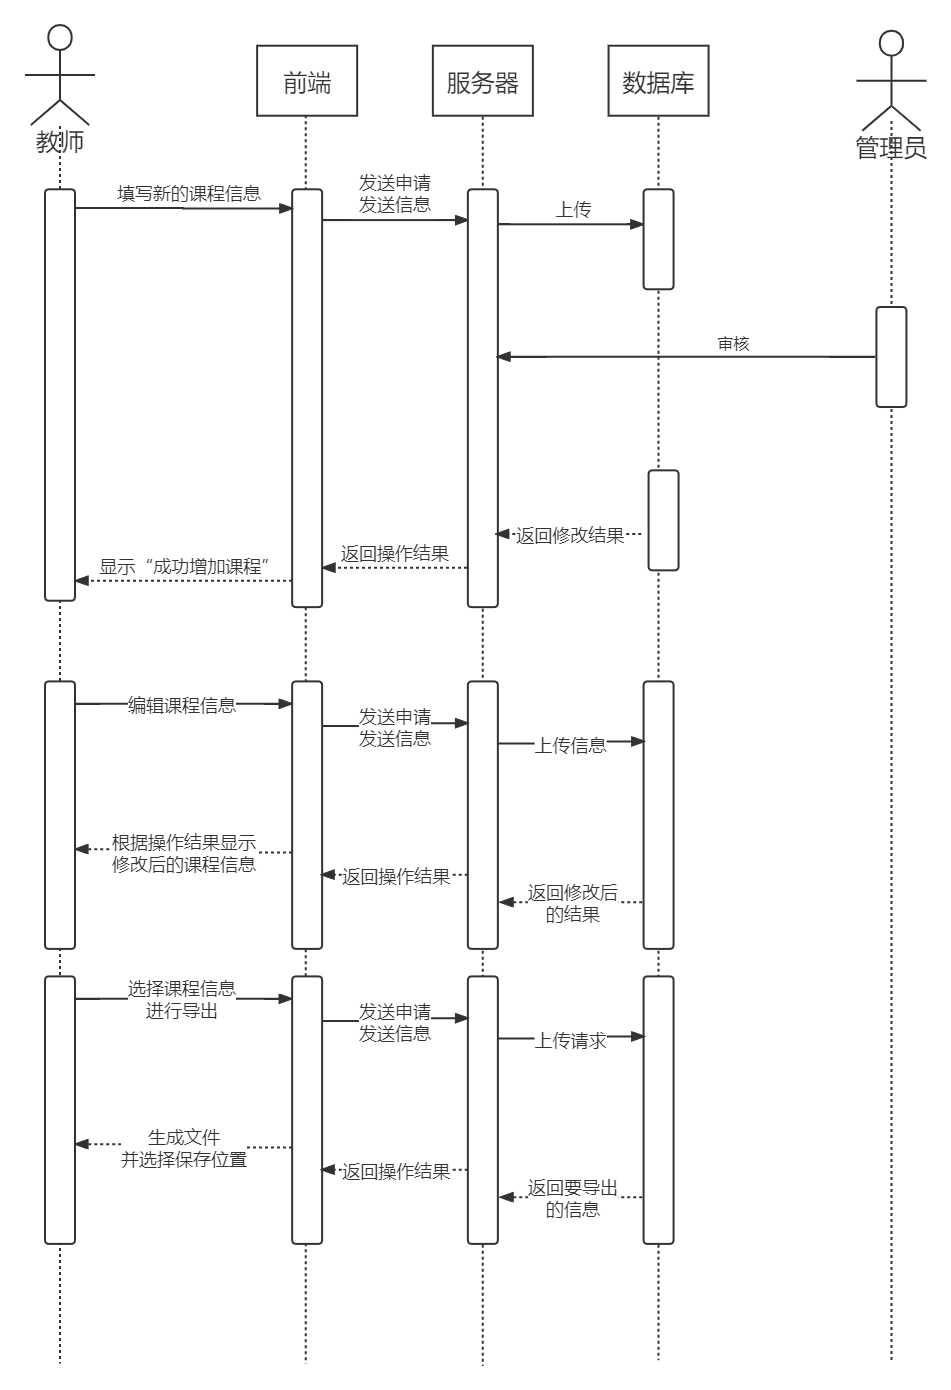 教师
前端
服务器
数据库
管理员
填写新的课程信息
发送申请
发送信息
上传
审核
返回修改结果
返回操作结果
显示“成功增加课程”
编辑课程信息
发送申请
发送信息
上传信息
根据操作结果显示
修改后的课程信息
返回操作结果
返回修改后
的结果
选择课程信息
进行导出
发送申请
发送信息
上传请求
生成文件
并选择保存位置
返回操作结果
返回要导出
的信息